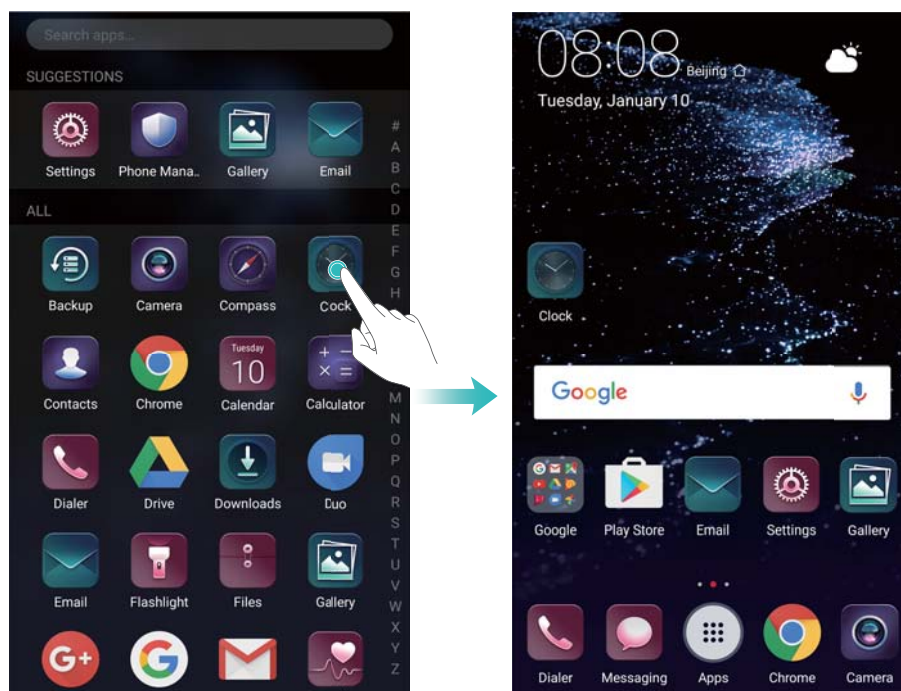 Search apps...
SUGGESTIONS
Settings Phone Mana.. Gallery Email
#
A
B
C
ALL
D
E
F
G
H
Backup Camera Compass Cock
Tuesday
10
Contacts Chrome Calendar Calculator
M
N
O
P
Q
Dialer Drive Downloads Luo
R
S
T
U
V
Email Flashlight Files Gallery
W
X
Y
Z
G+ G M
08:08 Beijing
Tuesday, January 10
Clock
Google
Google Play Store Email Settings Gallery
Dialer Messaging Apps Chrome Camera